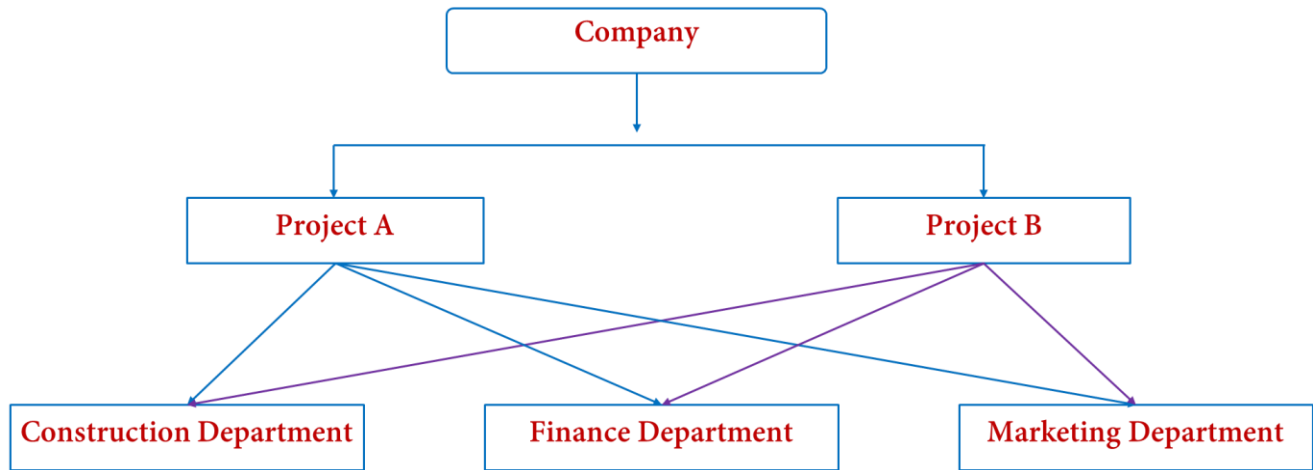 Company
Project A
Project B
Construction Department
Finance Department
Marketing Department